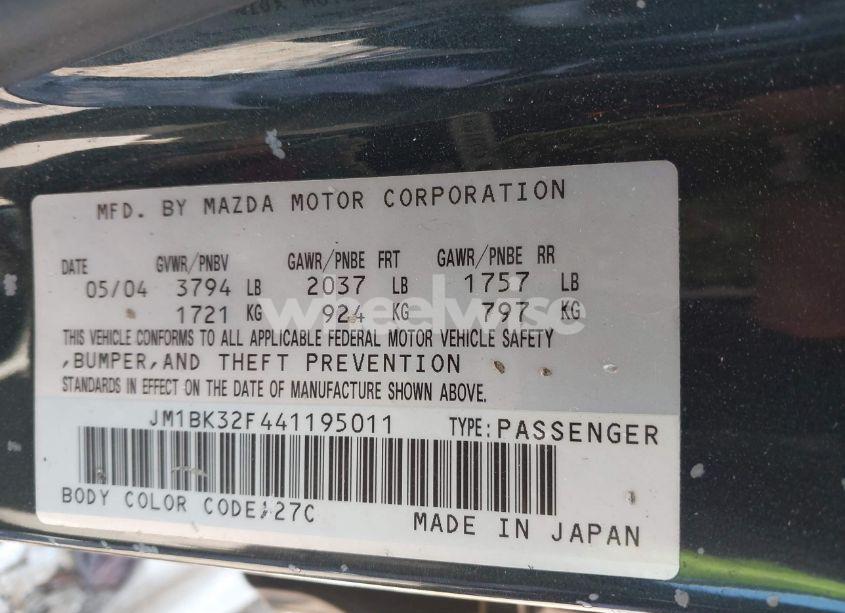 MFD. BY MAZDA MOTOR CORPORATION
DATE GVWR/PNBV GAWR/PNBE FRT GAWR/PNBE RR
05/04 3794 LB 2037 LB 1757 LB
1721 KG 924 KG 797 KG
wheelwise
THIS VEHICLE CONFORMS TO ALL APPLICABLE FEDERAL MOTOR VEHICLE SAFETY
,BUMPER,AND THEFT PREVENTION
STANDARDS IN EFFECT ON THE DATE OF MANUFACTURE SHOWN ABOVE.
JM1BK32F441195011 TYPE:PASSENGER
BODY COLOR CODE:27C
MADE IN JAPAN